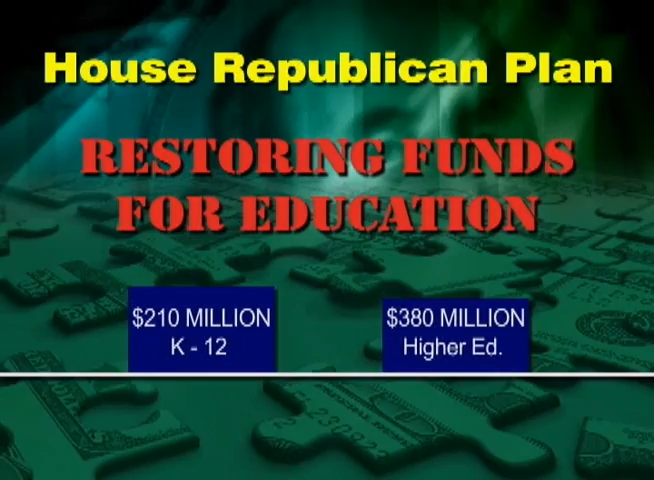 House Republican Plan
RESTORING FUNDS
FOR EDUCATION
$210 MILLION
K - 12
$380 MILLION
Higher Ed.